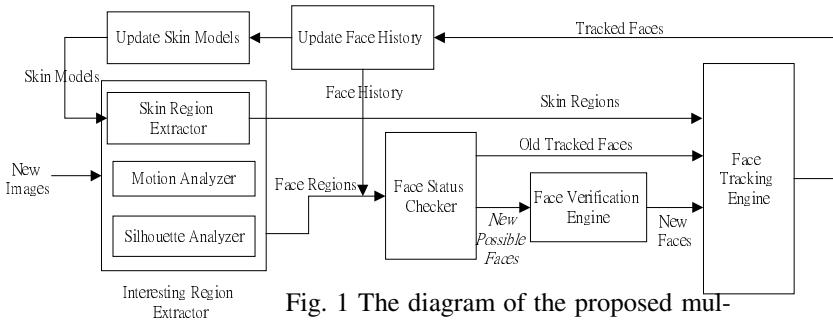 Update Skin Models
Update Face History
Tracked Faces
Skin Models
Face History
Skin Region
Extractor
Skin Regions
New
Images
Motion Analyzer
Silhouette Analyzer
Face Regions
Face Status
Checker
Old Tracked Faces
New
Possible
Faces
Face Verification
Engine
New
Faces
Face
Tracking
Engine
Interesting Region
Extractor
Fig. 1 The diagram of the proposed mul-